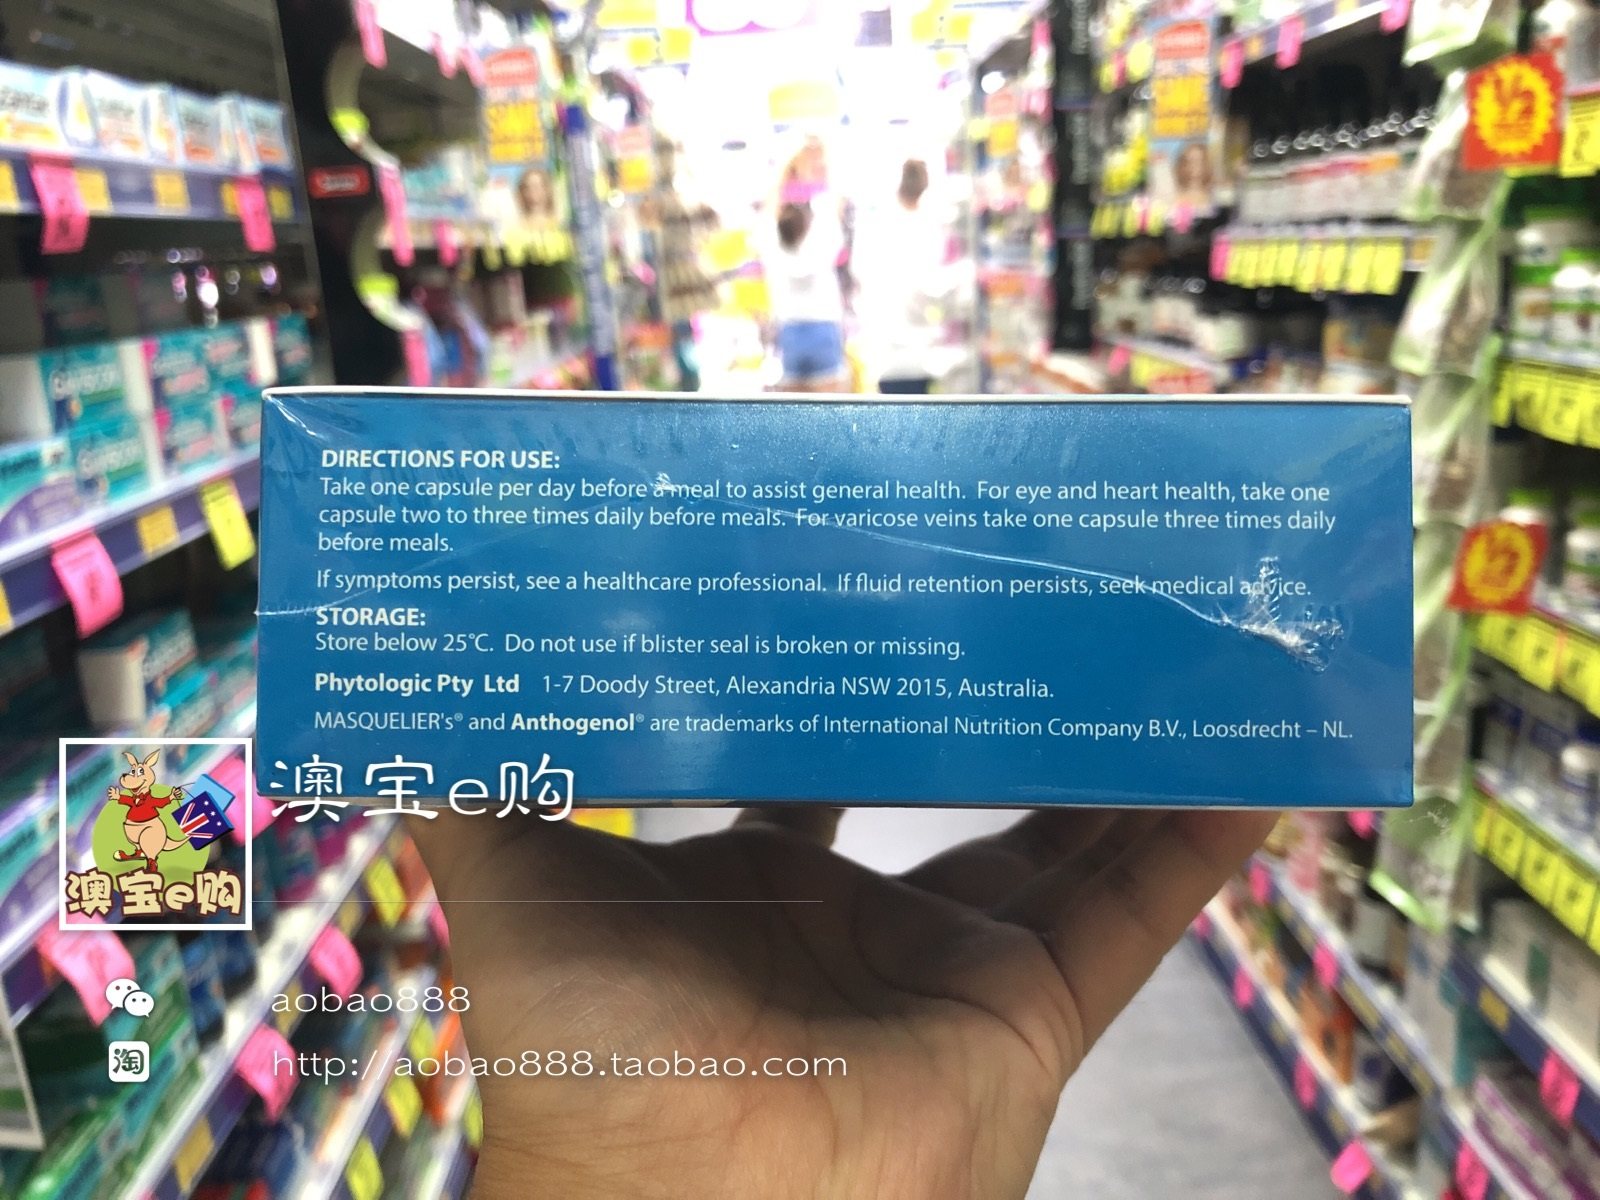 DIRECTIONS FOR USE:
Take one capsule per day before a meal to assist general health. For eye and heart health, take one
capsule two to three times daily before meals. For varicose veins take one capsule three times daily
before meals.
If symptoms persist, see a healthcare professional. If fluid retention persists, seek medical advice.
STORAGE:
Store below 25°C. Do not use if blister seal is broken or missing.
Phytologic Pty Ltd 1-7 Doody Street, Alexandria NSW 2015, Australia.
MASQUELIER's® and Anthogenol® are trademarks of International Nutrition Company B.V., Loosdrecht – NL.
澳宝e购
澳宝e购
aobao888
淘
http://aobao888.taobao.com